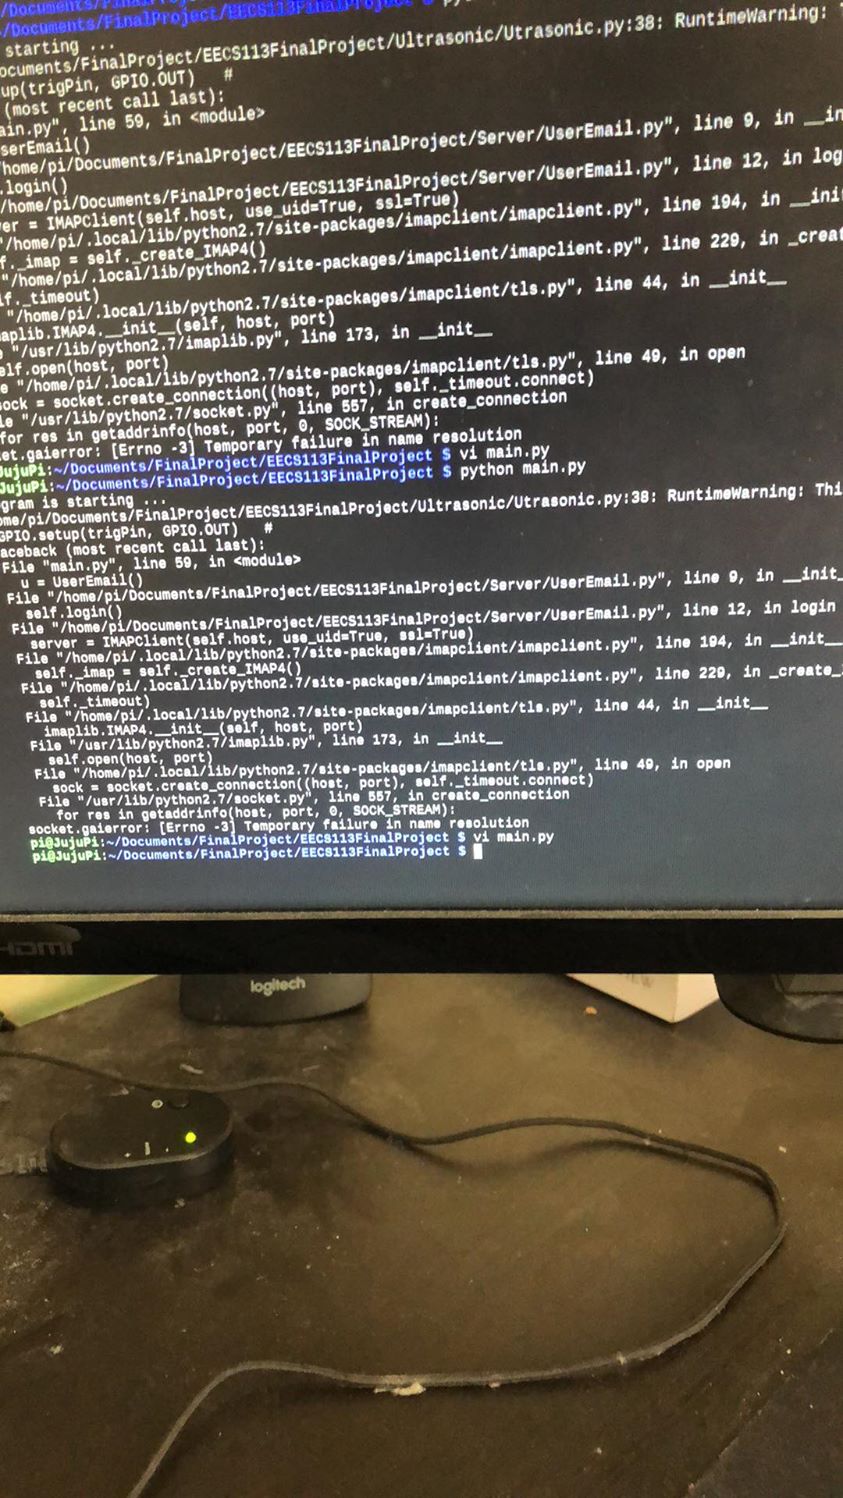 /Documents/FinalProject/EECS113FinalProject $
/Documents/FinalProject/EECS113FinalProject $
starting ...
ocuments/FinalProject/EECS113FinalProject/Ultrasonic/Utrasonic.py:38: RuntimeWarning:
up(trigPin, GPIO.OUT)   #
(most recent call last):
ain.py", line 59, in <module>
serEmail()
/home/pi/Documents/FinalProject/EECS113FinalProject/Server/UserEmail.py", line 9, in __in
.login()
/home/pi/Documents/FinalProject/EECS113FinalProject/Server/UserEmail.py", line 12, in log
ver = IMAPClient(self.host, use_uid=True, ssl=True)
"/home/pi/.local/lib/python2.7/site-packages/imapclient/imapclient.py", line 194, in __ini
f._imap = self._create_IMAP4()
"/home/pi/.local/lib/python2.7/site-packages/imapclient/imapclient.py", line 229, in _creat
lf._timeout)
"/home/pi/.local/lib/python2.7/site-packages/imapclient/tls.py", line 44, in __init__
maplib.IMAP4.__init__(self, host, port)
e "/usr/lib/python2.7/imaplib.py", line 173, in __init__
self.open(host, port)
e "/home/pi/.local/lib/python2.7/site-packages/imapclient/tls.py", line 49, in open
sock = socket.create_connection((host, port), self._timeout.connect)
le "/usr/lib/python2.7/socket.py", line 557, in create_connection
for res in getaddrinfo(host, port, 0, SOCK_STREAM):
et.gaierror: [Errno -3] Temporary failure in name resolution
JujuPi:~/Documents/FinalProject/EECS113FinalProject $ vi main.py
JujuPi:~/Documents/FinalProject/EECS113FinalProject $ python main.py
ogram is starting ...
ome/pi/Documents/FinalProject/EECS113FinalProject/Ultrasonic/Utrasonic.py:38: RuntimeWarning: Thi
GPIO.setup(trigPin, GPIO.OUT)   #
aceback (most recent call last):
File "main.py", line 59, in <module>
u = UserEmail()
File "/home/pi/Documents/FinalProject/EECS113FinalProject/Server/UserEmail.py", line 9, in __init_
self.login()
File "/home/pi/Documents/FinalProject/EECS113FinalProject/Server/UserEmail.py", line 12, in login
server = IMAPClient(self.host, use_uid=True, ssl=True)
File "/home/pi/.local/lib/python2.7/site-packages/imapclient/imapclient.py", line 194, in __init__
self._imap = self._create_IMAP4()
File "/home/pi/.local/lib/python2.7/site-packages/imapclient/imapclient.py", line 229, in _create_
self._timeout)
File "/home/pi/.local/lib/python2.7/site-packages/imapclient/tls.py", line 44, in __init__
imaplib.IMAP4.__init__(self, host, port)
File "/usr/lib/python2.7/imaplib.py", line 173, in __init__
self.open(host, port)
File "/home/pi/.local/lib/python2.7/site-packages/imapclient/tls.py", line 49, in open
sock = socket.create_connection((host, port), self._timeout.connect)
File "/usr/lib/python2.7/socket.py", line 557, in create_connection
for res in getaddrinfo(host, port, 0, SOCK_STREAM):
socket.gaierror: [Errno -3] Temporary failure in name resolution
pi@JujuPi:~/Documents/FinalProject/EECS113FinalProject $ vi main.py
pi@JujuPi:~/Documents/FinalProject/EECS113FinalProject $
HDMI
logitech